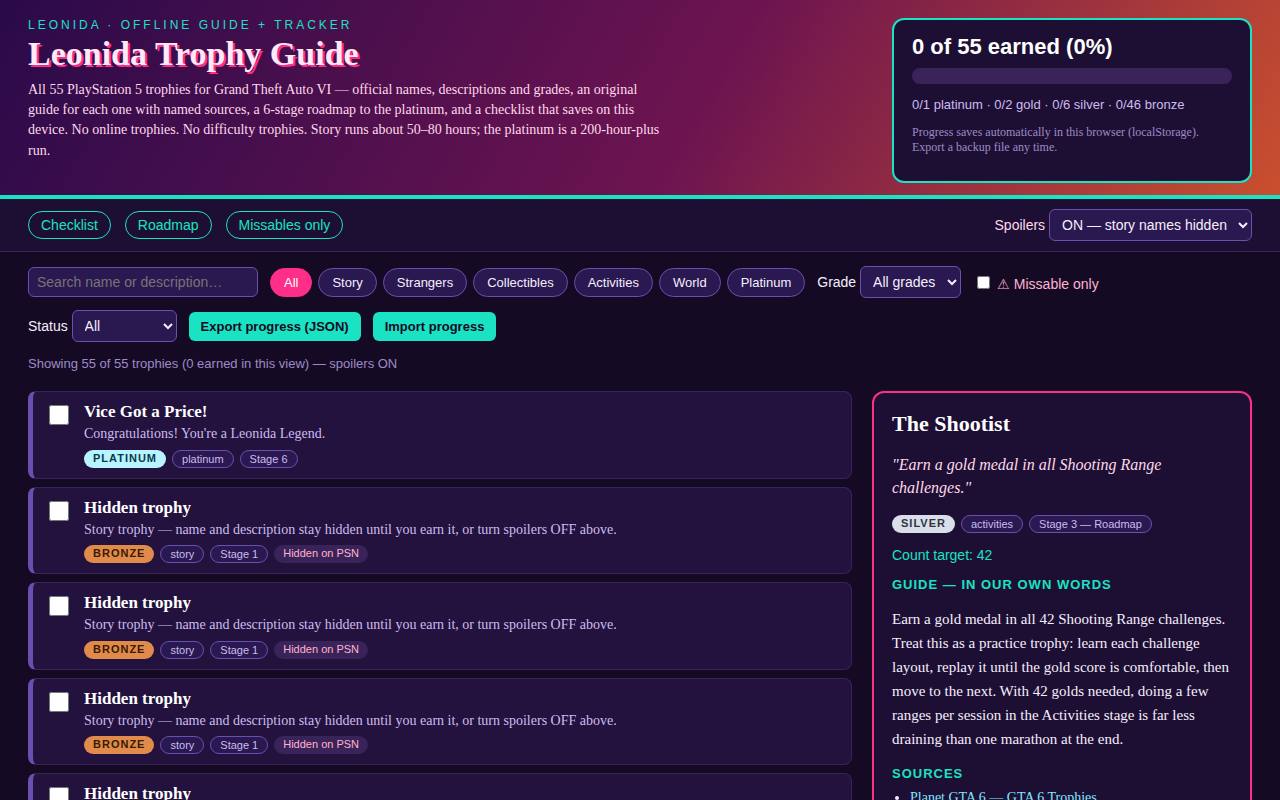 LEONIDA · OFFLINE GUIDE + TRACKER
Leonida Trophy Guide
All 55 PlayStation 5 trophies for Grand Theft Auto VI — official names, descriptions and grades, an original
guide for each one with named sources, a 6-stage roadmap to the platinum, and a checklist that saves on this
device. No online trophies. No difficulty trophies. Story runs about 50–80 hours; the platinum is a 200-hour-plus
run.
0 of 55 earned (0%)
0/1 platinum · 0/2 gold · 0/6 silver · 0/46 bronze
Progress saves automatically in this browser (localStorage).
Export a backup file any time.
Checklist
Roadmap
Missables only
Spoilers
ON — story names hidden
Search name or description…
All
Story
Strangers
Collectibles
Activities
World
Platinum
Grade
All grades
⚠ Missable only
Status
All
Export progress (JSON)
Import progress
Showing 55 of 55 trophies (0 earned in this view) — spoilers ON
Vice Got a Price!
Congratulations! You're a Leonida Legend.
PLATINUM
platinum
Stage 6
Hidden trophy
Story trophy — name and description stay hidden until you earn it, or turn spoilers OFF above.
BRONZE
story
Stage 1
Hidden on PSN
Hidden trophy
Story trophy — name and description stay hidden until you earn it, or turn spoilers OFF above.
BRONZE
story
Stage 1
Hidden on PSN
Hidden trophy
Story trophy — name and description stay hidden until you earn it, or turn spoilers OFF above.
BRONZE
story
Stage 1
Hidden on PSN
Hidden trophy
The Shootist
"Earn a gold medal in all Shooting Range
challenges."
SILVER
activities
Stage 3 — Roadmap
Count target: 42
GUIDE — IN OUR OWN WORDS
Earn a gold medal in all 42 Shooting Range challenges.
Treat this as a practice trophy: learn each challenge
layout, replay it until the gold score is comfortable, then
move to the next. With 42 golds needed, doing a few
ranges per session in the Activities stage is far less
draining than one marathon at the end.
SOURCES
Planet GTA 6 — GTA 6 Trophies